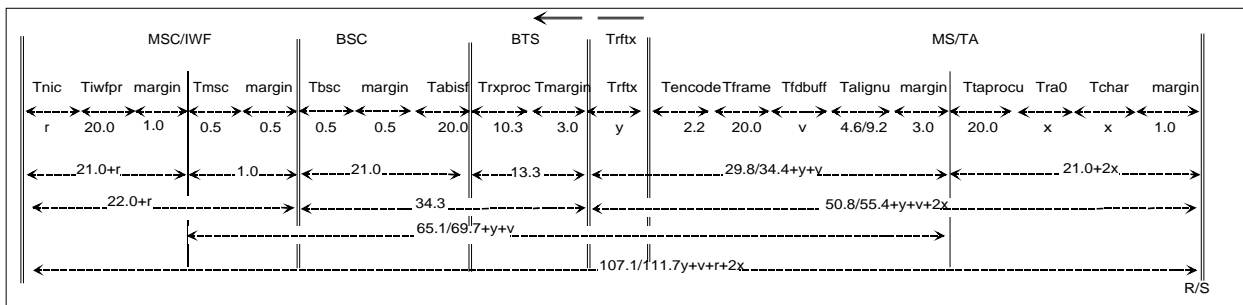 MSC/IWF BSC BTS Trftx MS/TA
Tnic Tiwfpr margin Tmsc margin Tbsc margin Tabisf Trxproc Tmargin Trftx Tencode Tframe Tfdbuff Talignu margin Ttaprocu Tra0 Tchar margin
r 20.0 1.0 0.5 0.5 0.5 0.5 20.0 10.3 3.0 y 2.2 20.0 v 4.6/9.2 3.0 20.0 x x 1.0
21.0+r 1.0 21.0 13.3 29.8/34.4+y+v 21.0+2x
22.0+r 34.3 50.8/55.4+y+v+2x
65.1/69.7+y+v
107.1/111.7y+v+r+2x
R/S